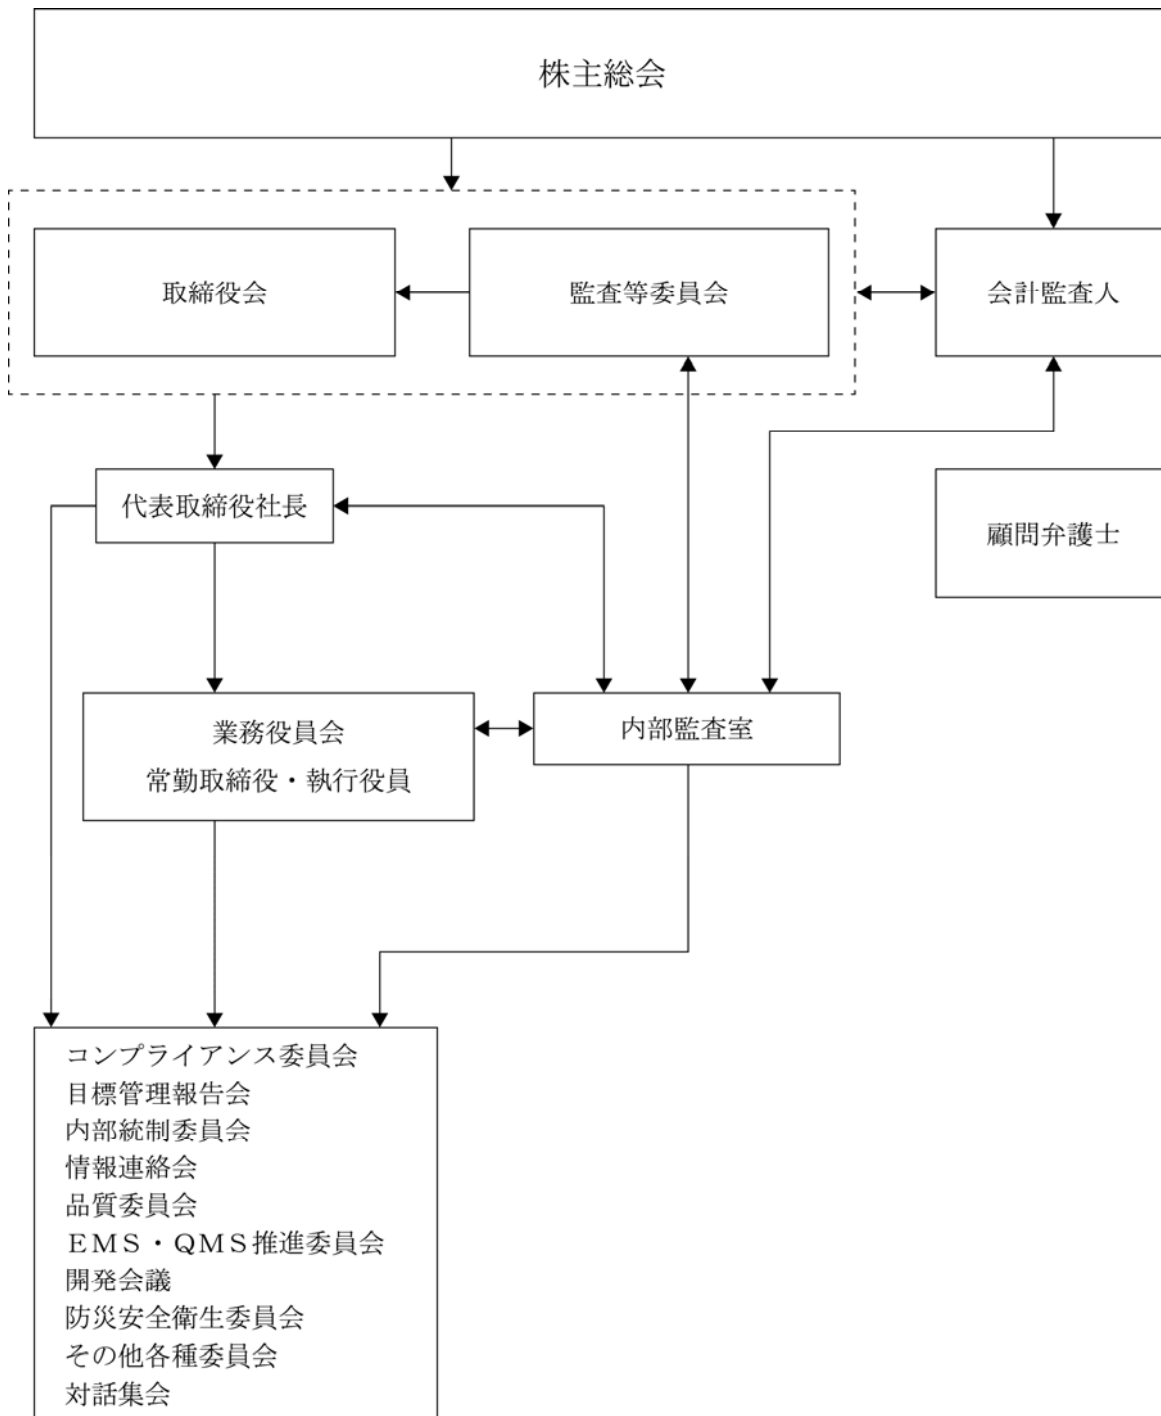 株主総会
取締役会
監査等委員会
会計監査人
代表取締役社長
顧問弁護士
業務役員会
常勤取締役・執行役員
内部監査室
コンプライアンス委員会
目標管理報告会
内部統制委員会
情報連絡会
品質委員会
ＥＭＳ・ＱＭＳ推進委員会
開発会議
防災安全衛生委員会
その他各種委員会
対話集会